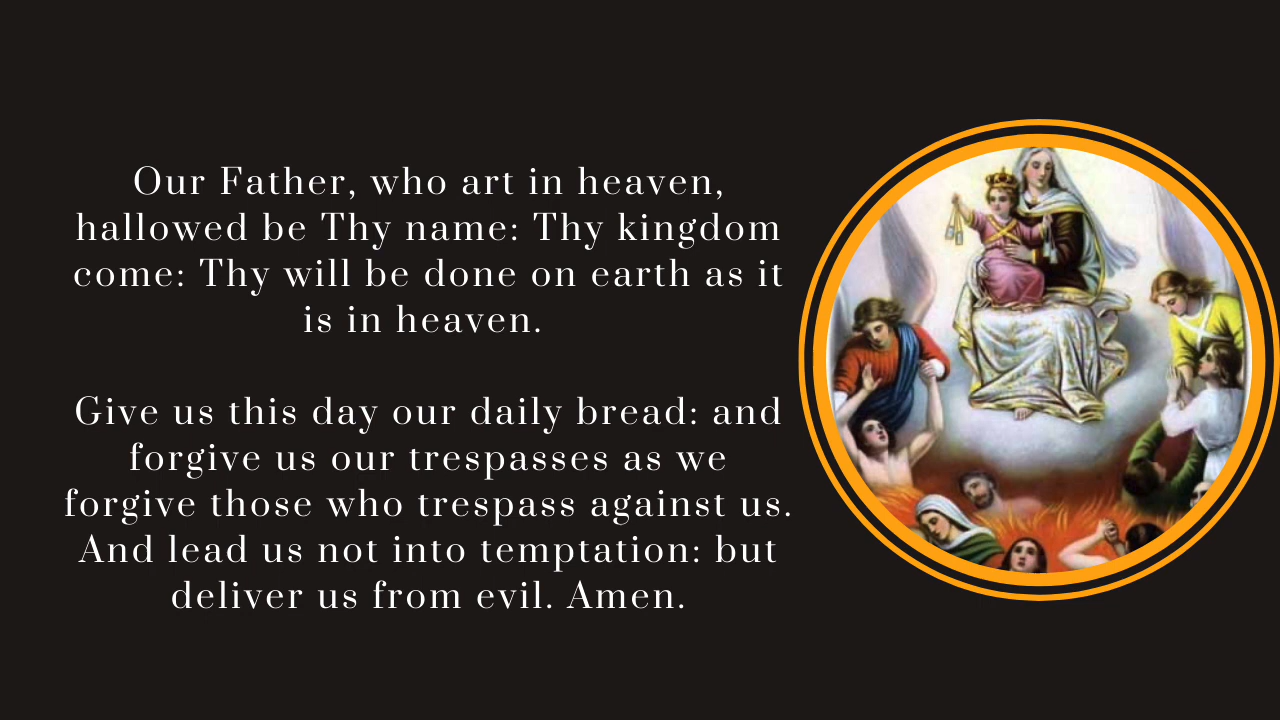 Our Father, who art in heaven,
hallowed be Thy name: Thy kingdom
come: Thy will be done on earth as it
is in heaven.
Give us this day our daily bread: and
forgive us our trespasses as we
forgive those who trespass against us.
And lead us not into temptation: but
deliver us from evil. Amen.